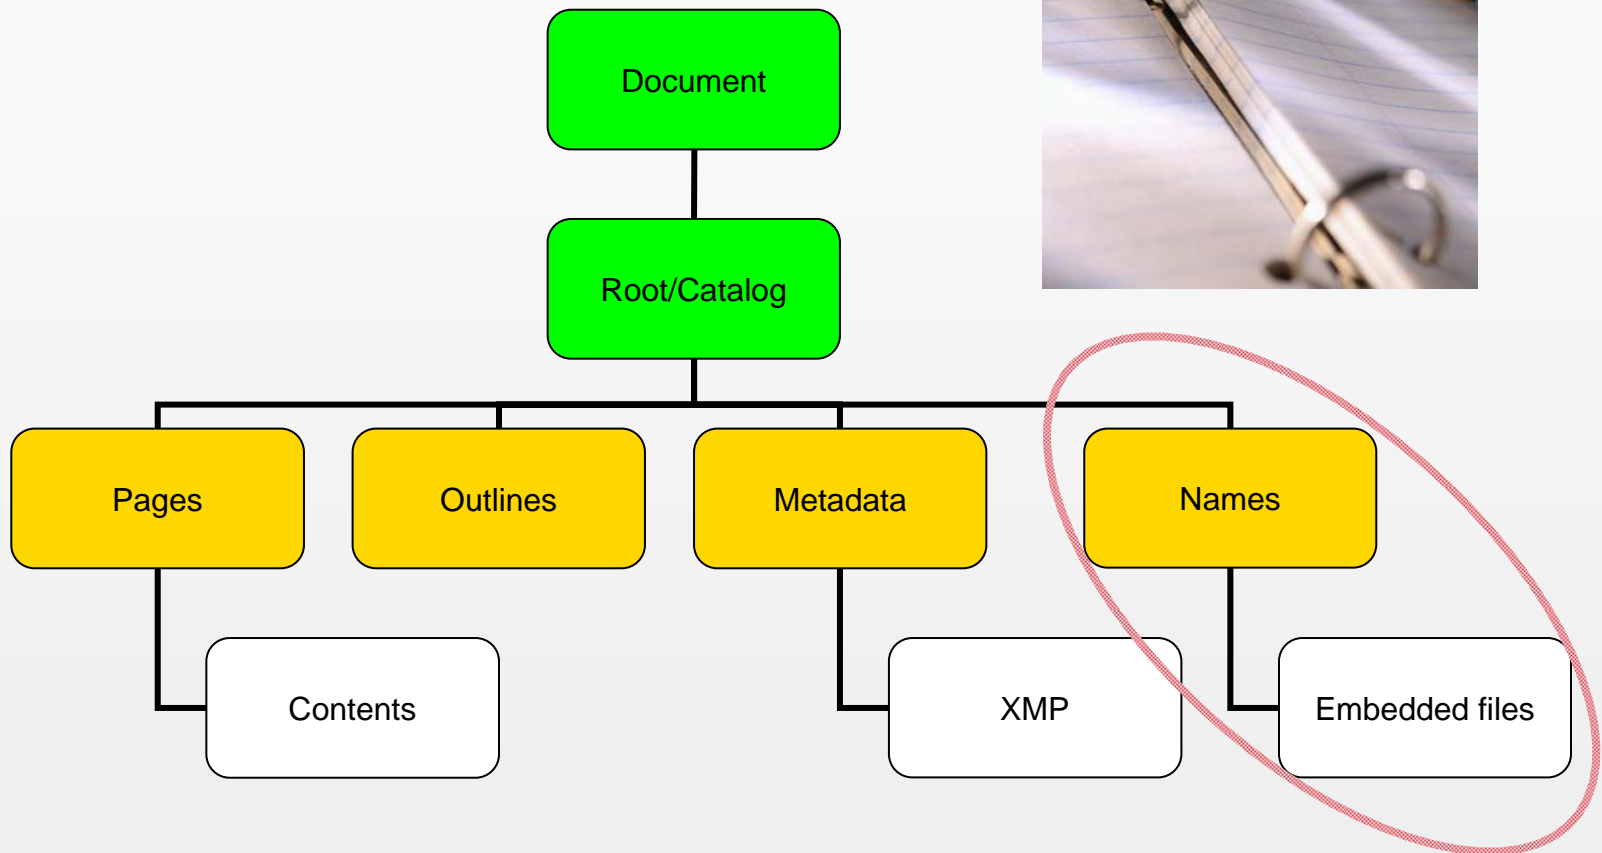 Document
Root/Catalog
Pages
Outlines
Metadata
Names
Contents
XMP
Embedded files